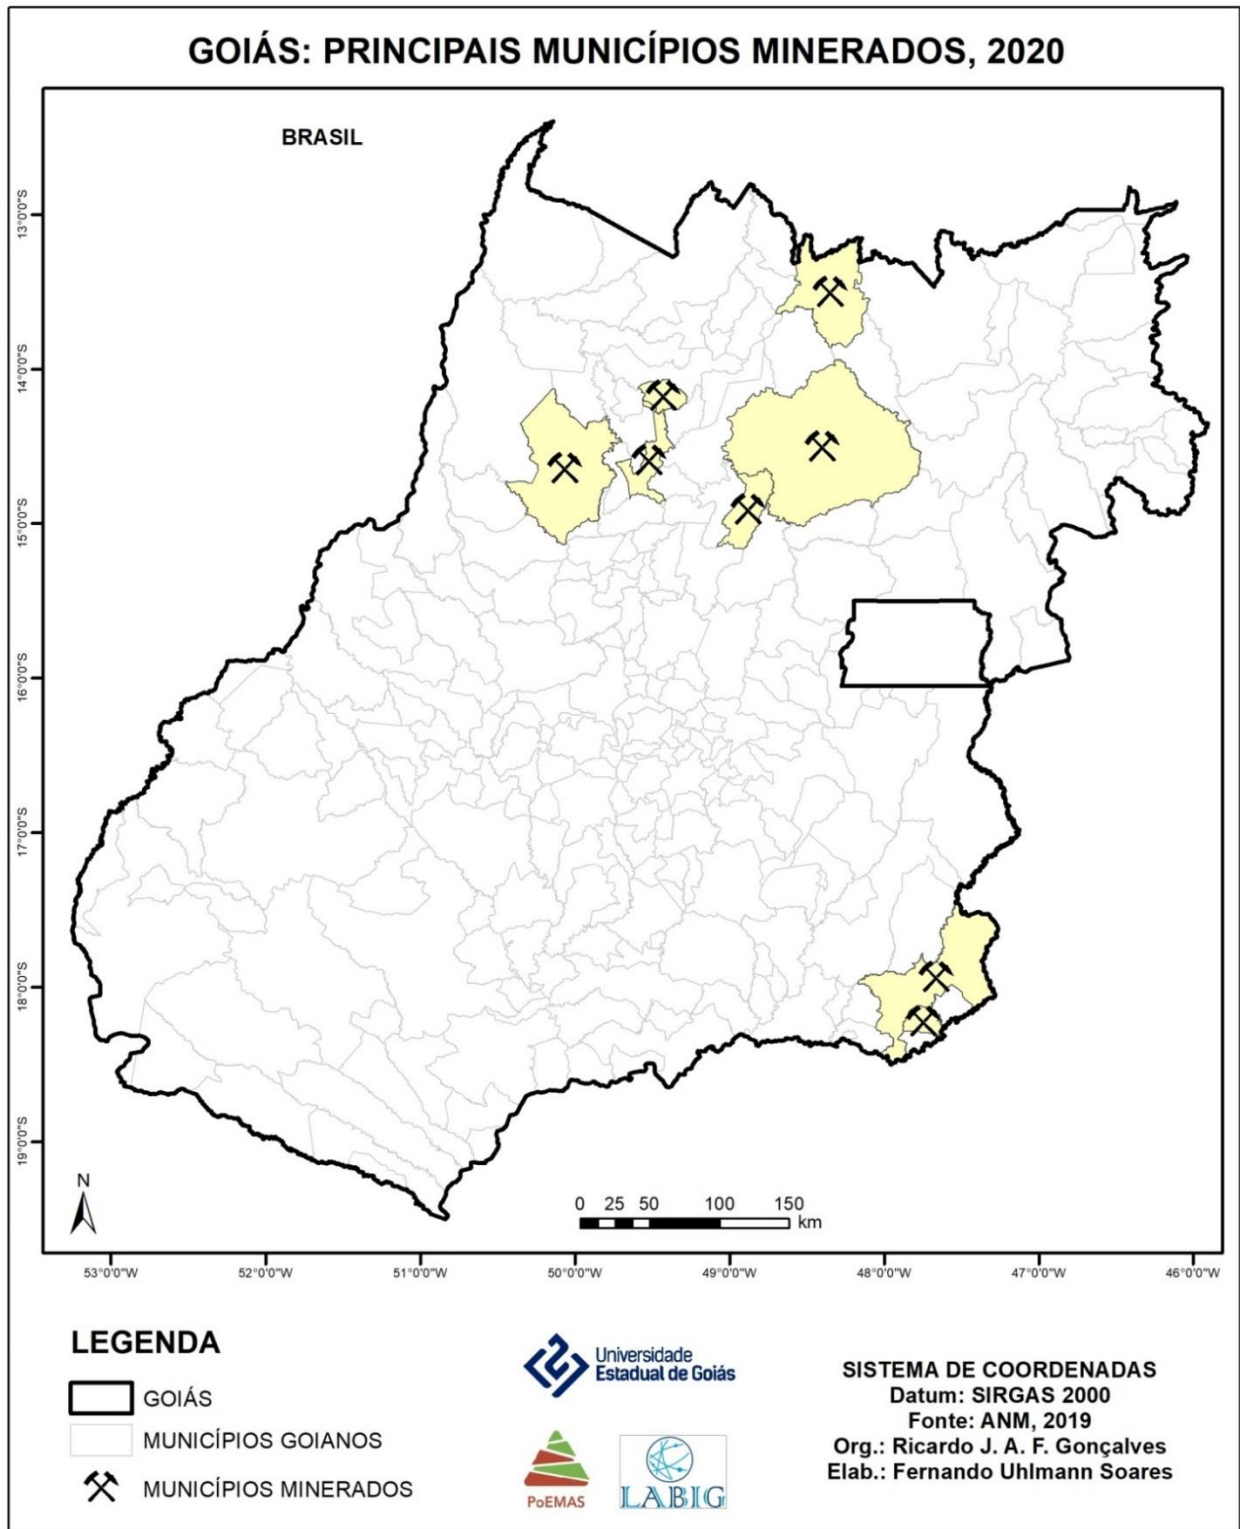 GOIÁS: PRINCIPAIS MUNICÍPIOS MINERADOS, 2020
BRASIL
13°0'0"S
14°0'0"S
15°0'0"S
16°0'0"S
17°0'0"S
18°0'0"S
19°0'0"S
N
0 25 50 100 150
km
53°0'0"W 52°0'0"W 51°0'0"W 50°0'0"W 49°0'0"W 48°0'0"W 47°0'0"W 46°0'0"W
LEGENDA
GOIÁS
MUNICÍPIOS GOIANOS
MUNICÍPIOS MINERADOS
Universidade
Estadual de Goiás
PoEMAS
LABIG
SISTEMA DE COORDENADAS
Datum: SIRGAS 2000
Fonte: ANM, 2019
Org.: Ricardo J. A. F. Gonçalves
Elab.: Fernando Uhlmann Soares